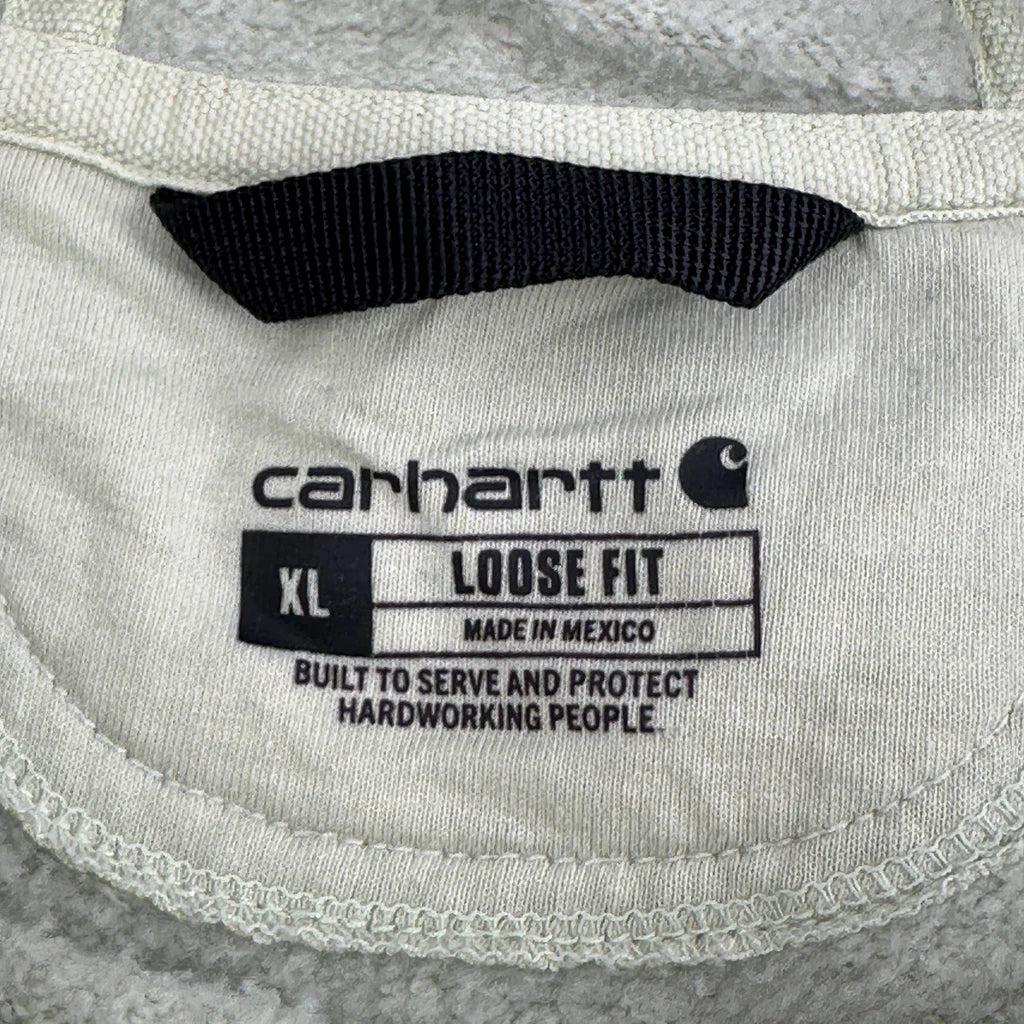 carhartt
XL LOOSE FIT
MADE IN MEXICO
BUILT TO SERVE AND PROTECT
HARDWORKING PEOPLE.